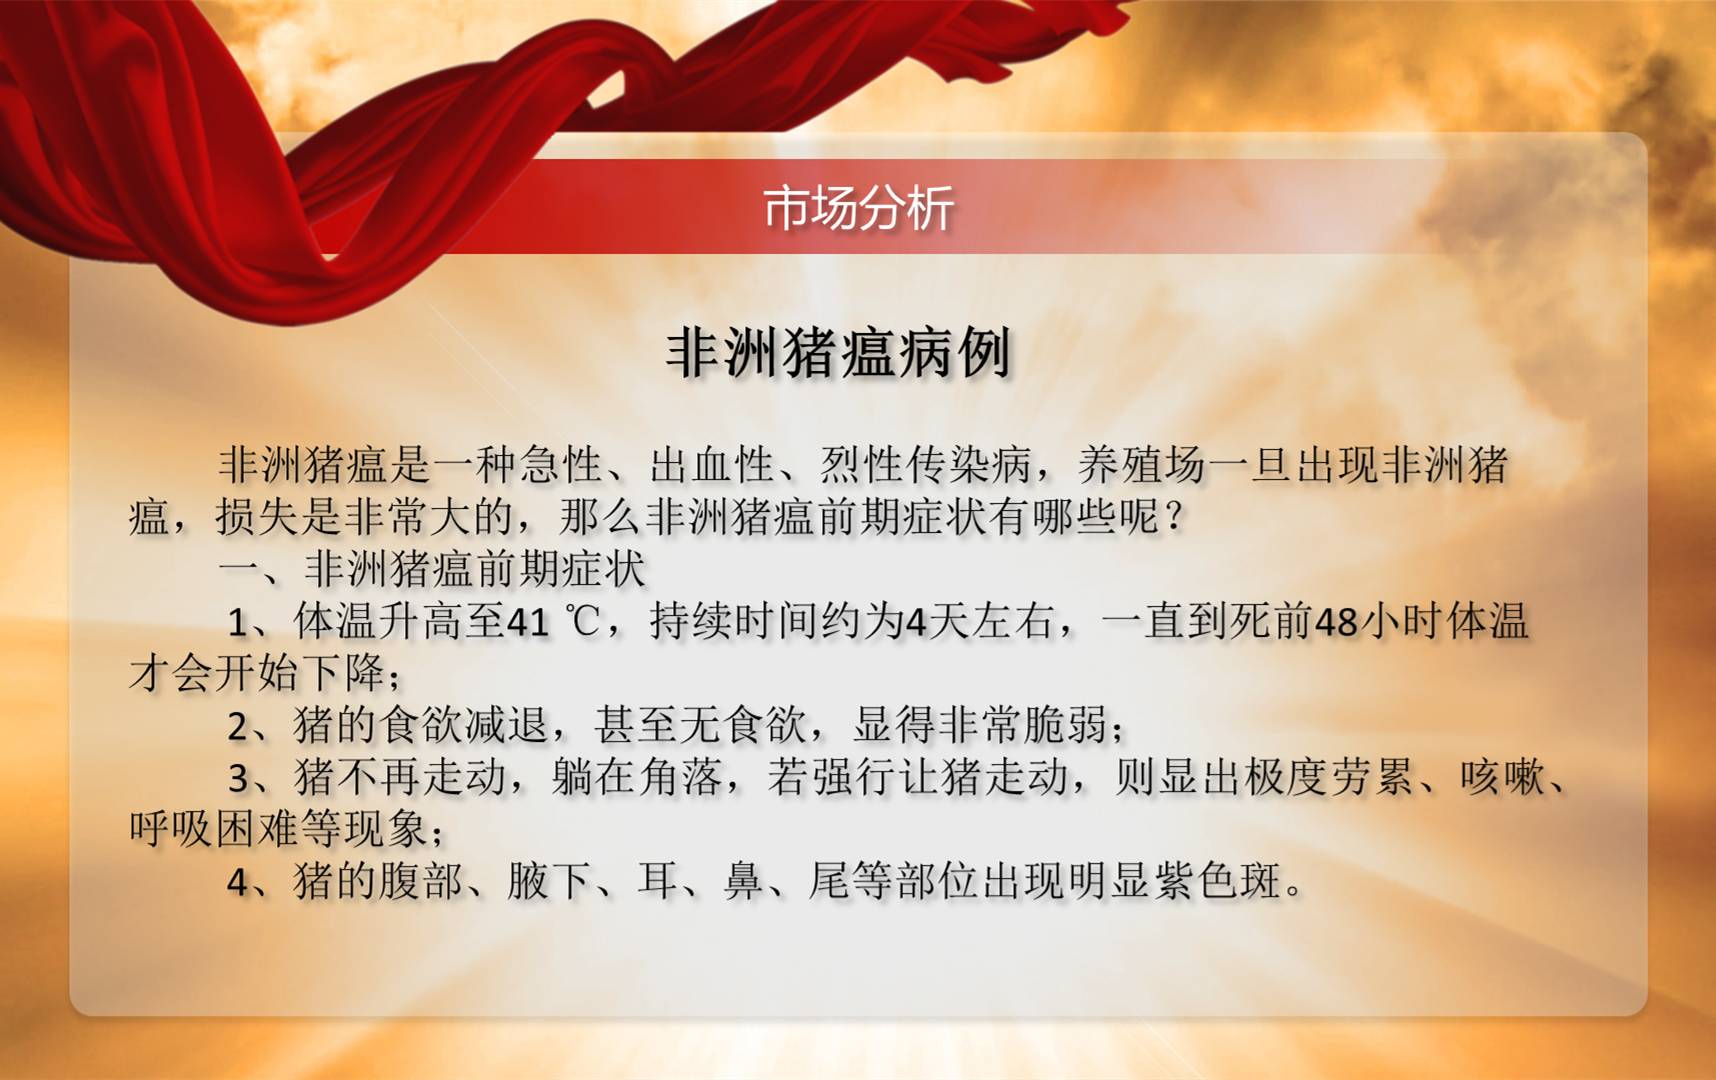 市场分析
非洲猪瘟病例
非洲猪瘟是一种急性、出血性、烈性传染病，养殖场一旦出现非洲猪
瘟，损失是非常大的，那么非洲猪瘟前期症状有哪些呢？
一、非洲猪瘟前期症状
1、体温升高至41 ℃，持续时间约为4天左右，一直到死前48小时体温
才会开始下降；
2、猪的食欲减退，甚至无食欲，显得非常脆弱；
3、猪不再走动，躺在角落，若强行让猪走动，则显出极度劳累、咳嗽、
呼吸困难等现象；
4、猪的腹部、腋下、耳、鼻、尾等部位出现明显紫色斑。